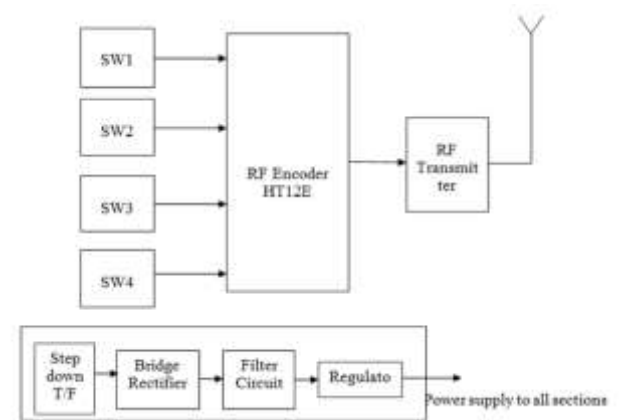 SW1
SW2
SW3
SW4
RF Encoder
HT12E
RF
Transmit
ter
Step
down
T/F
Bridge
Rectifier
Filter
Circuit
Regulato
Power supply to all sections